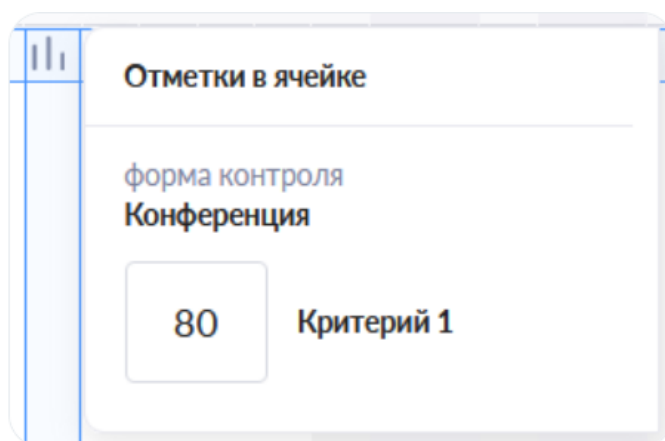 Отметки в ячейке
форма контроля
Конференция
80 Критерий 1